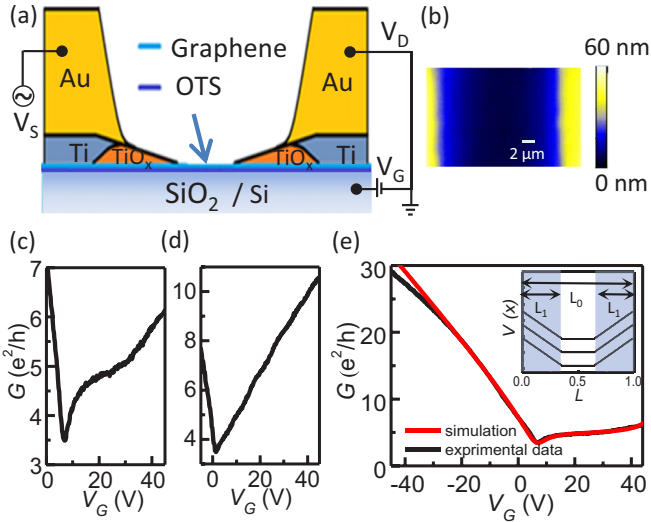 (a)
Graphene
OTS
Au
Au
V_S
V_D
Ti
TiO_x
TiO_x
Ti
V_G
SiO_2 / Si
(b)
60 nm
2 μm
0 nm
(c)
G (e^2/h)
7
6
5
4
3
0 20 40
V_G (V)
(d)
10
8
6
4
0 20 40
V_G (V)
(e)
G (e^2/h)
30
20
10
0
-40 -20 0 20 40
V_G (V)
simulation
exprimental data
V (x)
L_1
L_0
L_1
0.0 0.5 1.0
L